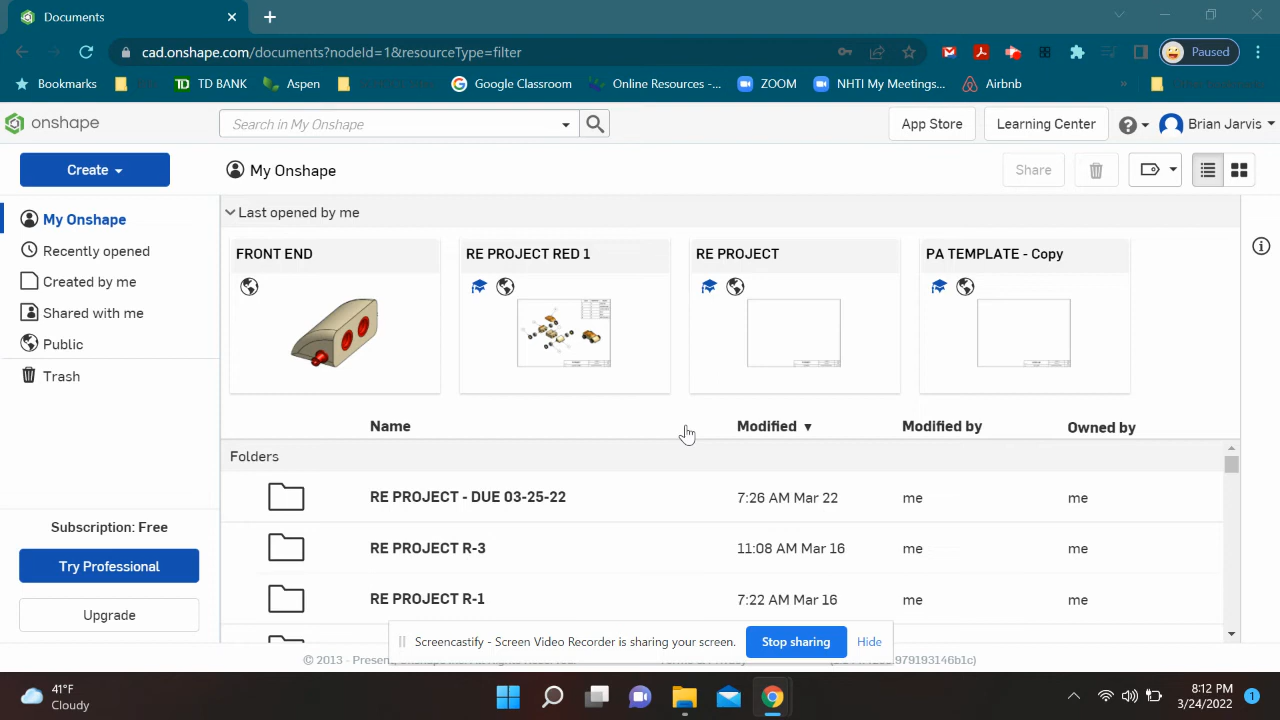 Documents
cad.onshape.com/documents?nodeId=1&resourceType=filter
Paused
Bookmarks TD BANK Aspen Google Classroom Online Resources -... ZOOM NHTI My Meetings... Airbnb »
onshape
Search in My Onshape
App Store
Learning Center
Brian Jarvis
Create
My Onshape
Share
My Onshape
Recently opened
Created by me
Shared with me
Public
Trash
Last opened by me
FRONT END
RE PROJECT RED 1
RE PROJECT
PA TEMPLATE - Copy
Name Modified ▼ Modified by Owned by
Folders
RE PROJECT - DUE 03-25-22 7:26 AM Mar 22 me me
RE PROJECT R-3 11:08 AM Mar 16 me me
RE PROJECT R-1 7:22 AM Mar 16 me me
Subscription: Free
Try Professional
Upgrade
Screencastify - Screen Video Recorder is sharing your screen.
Stop sharing
Hide
© 2013 - Present,
41°F
Cloudy
8:12 PM
3/24/2022
1